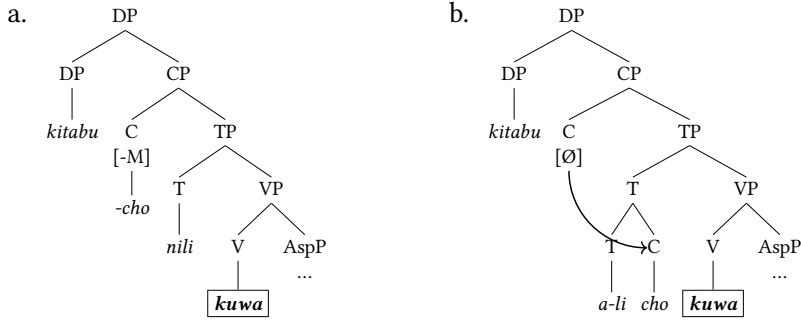 a. DP b. DP
DP CP DP CP
kitabu C TP kitabu C TP
[-M] [Ø]
-cho T VP T VP
nili V AspP T C V AspP
... ...
kuwa a-li cho kuwa